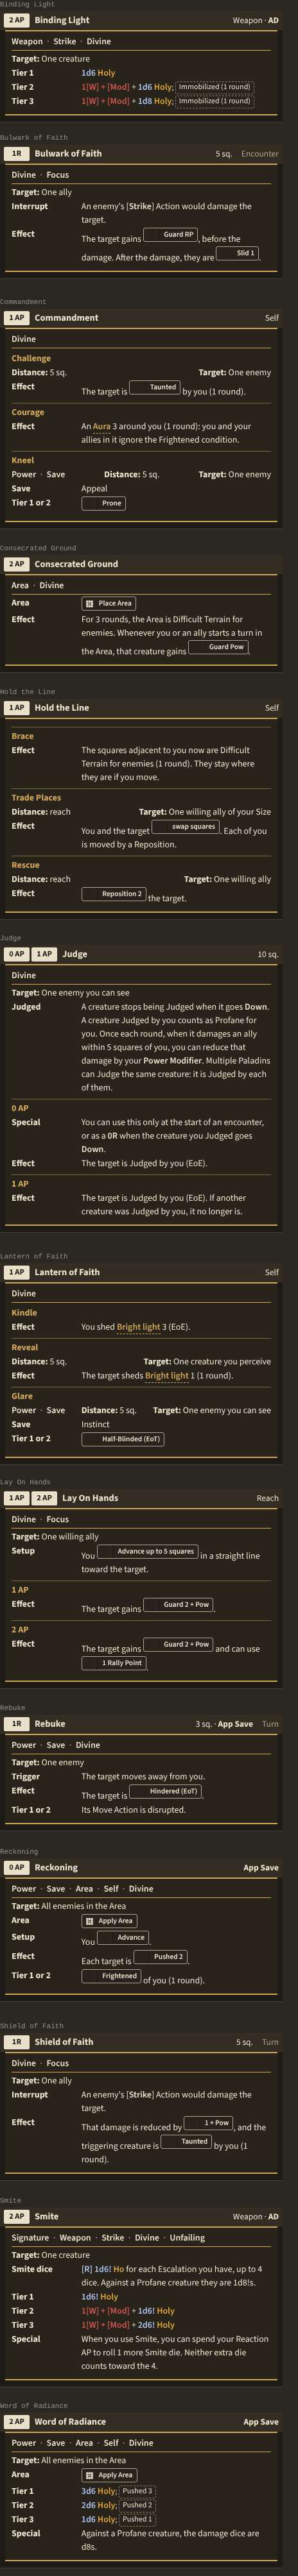 Binding Light
2 AP Binding Light Weapon · AD
Weapon · Strike · Divine
Target: One creature
Tier 1 1d6 Holy
Tier 2 1[W] + [Mod] + 1d6 Holy; Immobilized (1 round)
Tier 3 1[W] + [Mod] + 1d8 Holy; Immobilized (1 round)
Bulwark of Faith
1R Bulwark of Faith 5 sq. Encounter
Divine · Focus
Target: One ally
Interrupt An enemy's [Strike] Action would damage the
target.
Effect The target gains Guard RP, before the
damage. After the damage, they are Slid 1.
Commandment
1 AP Commandment Self
Divine
Challenge
Distance: 5 sq. Target: One enemy
Effect The target is Taunted by you (1 round).
Courage
Effect An Aura 3 around you (1 round): you and your
allies in it ignore the Frightened condition.
Kneel
Power · Save Distance: 5 sq. Target: One enemy
Save Appeal
Tier 1 or 2 Prone
Consecrated Ground
2 AP Consecrated Ground
Area · Divine
Area Place Area
Effect For 3 rounds, the Area is Difficult Terrain for
enemies. Whenever you or an ally starts a turn in
the Area, that creature gains Guard Pow.
Hold the Line
1 AP Hold the Line Self
Brace
Effect The squares adjacent to you now are Difficult
Terrain for enemies (1 round). They stay where
they are if you move.
Trade Places
Distance: reach Target: One willing ally of your Size
Effect You and the target swap squares. Each of you
is moved by a Reposition.
Rescue
Distance: reach Target: One willing ally
Effect Reposition 2 the target.
Judge
0 AP 1 AP Judge 10 sq.
Divine
Target: One enemy you can see
Judged A creature stops being Judged when it goes Down.
A creature Judged by you counts as Profane for
you. Once each round, when it damages an ally
within 5 squares of you, you can reduce that
damage by your Power Modifier. Multiple Paladins
can Judge the same creature: it is Judged by each
of them.
0 AP
Special You can use this only at the start of an encounter,
or as a 0R when the creature you Judged goes
Down.
Effect The target is Judged by you (EoE).
1 AP
Effect The target is Judged by you (EoE). If another
creature was Judged by you, it no longer is.
Lantern of Faith
1 AP Lantern of Faith Self
Divine
Kindle
Effect You shed Bright light 3 (EoE).
Reveal
Distance: 5 sq. Target: One creature you perceive
Effect The target sheds Bright light 1 (1 round).
Glare
Power · Save Distance: 5 sq. Target: One enemy you can see
Save Instinct
Tier 1 or 2 Half-Blinded (EoT)
Lay On Hands
1 AP 2 AP Lay On Hands Reach
Divine · Focus
Target: One willing ally
Setup You Advance up to 5 squares in a straight line
toward the target.
1 AP
Effect The target gains Guard 2 + Pow.
2 AP
Effect The target gains Guard 2 + Pow and can use
1 Rally Point.
Rebuke
1R Rebuke 3 sq. · App Save Turn
Power · Save · Divine
Target: One enemy
Trigger The target moves away from you.
Effect The target is Hindered (EoT).
Tier 1 or 2 Its Move Action is disrupted.
Reckoning
0 AP Reckoning App Save
Power · Save · Area · Self · Divine
Target: All enemies in the Area
Area Apply Area
Setup You Advance.
Effect Each target is Pushed 2.
Tier 1 or 2 Frightened of you (1 round).
Shield of Faith
1R Shield of Faith 5 sq. Turn
Divine · Focus
Target: One ally
Interrupt An enemy's [Strike] Action would damage the
target.
Effect That damage is reduced by 1 + Pow, and the
triggering creature is Taunted by you (1
round).
Smite
2 AP Smite Weapon · AD
Signature · Weapon · Strike · Divine · Unfailing
Target: One creature
Smite dice [R] 1d6! Ho for each Escalation you have, up to 4
dice. Against a Profane creature they are 1d8!s.
Tier 1 1d6! Holy
Tier 2 1[W] + [Mod] + 1d6! Holy
Tier 3 1[W] + [Mod] + 2d6! Holy
Special When you use Smite, you can spend your Reaction
AP to roll 1 more Smite die. Neither extra die
counts toward the 4.
Word of Radiance
2 AP Word of Radiance App Save
Power · Save · Area · Self · Divine
Target: All enemies in the Area
Area Apply Area
Tier 1 3d6 Holy; Pushed 3
Tier 2 2d6 Holy; Pushed 2
Tier 3 1d6 Holy; Pushed 1
Special Against a Profane creature, the damage dice are
d8s.